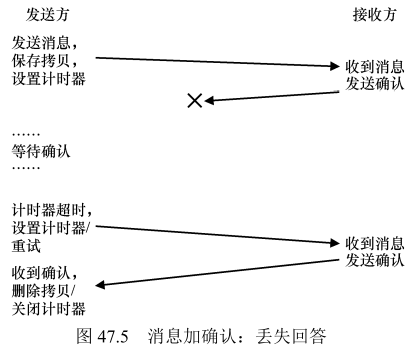 发送方
接收方
发送消息，
保存拷贝，
设置计时器
收到消息
发送确认
……
等待确认
……
计时器超时，
设置计时器/
重试
收到消息
发送确认
收到确认，
删除拷贝/
关闭计时器
图 47.5 消息加确认：丢失回答